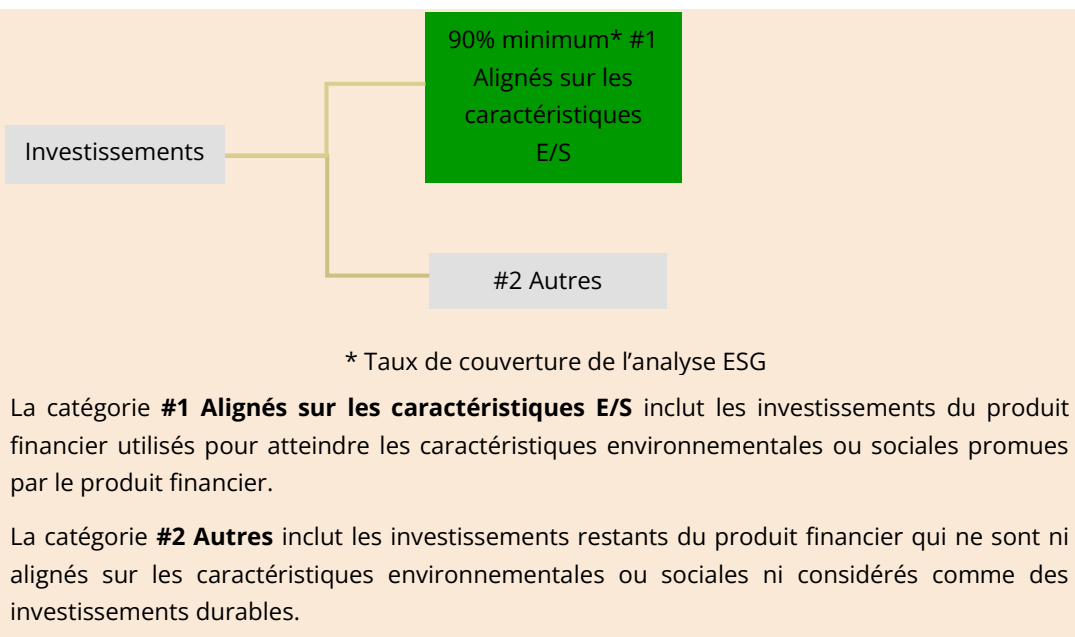 90% minimum* #1
Alignés sur les
caractéristiques
E/S
Investissements
#2 Autres
* Taux de couverture de l’analyse ESG
La catégorie #1 Alignés sur les caractéristiques E/S inclut les investissements du produit
financier utilisés pour atteindre les caractéristiques environnementales ou sociales promues
par le produit financier.
La catégorie #2 Autres inclut les investissements restants du produit financier qui ne sont ni
alignés sur les caractéristiques environnementales ou sociales ni considérés comme des
investissements durables.